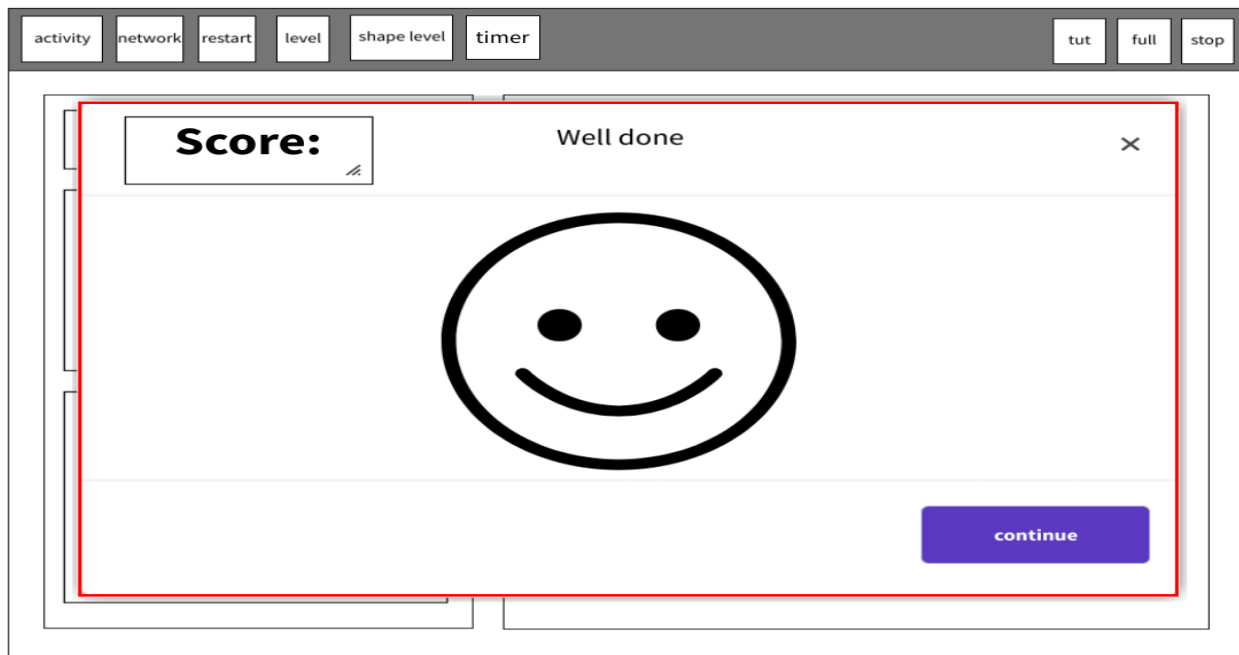 activity network restart level shape level timer tut full stop
Score: Well done
continue